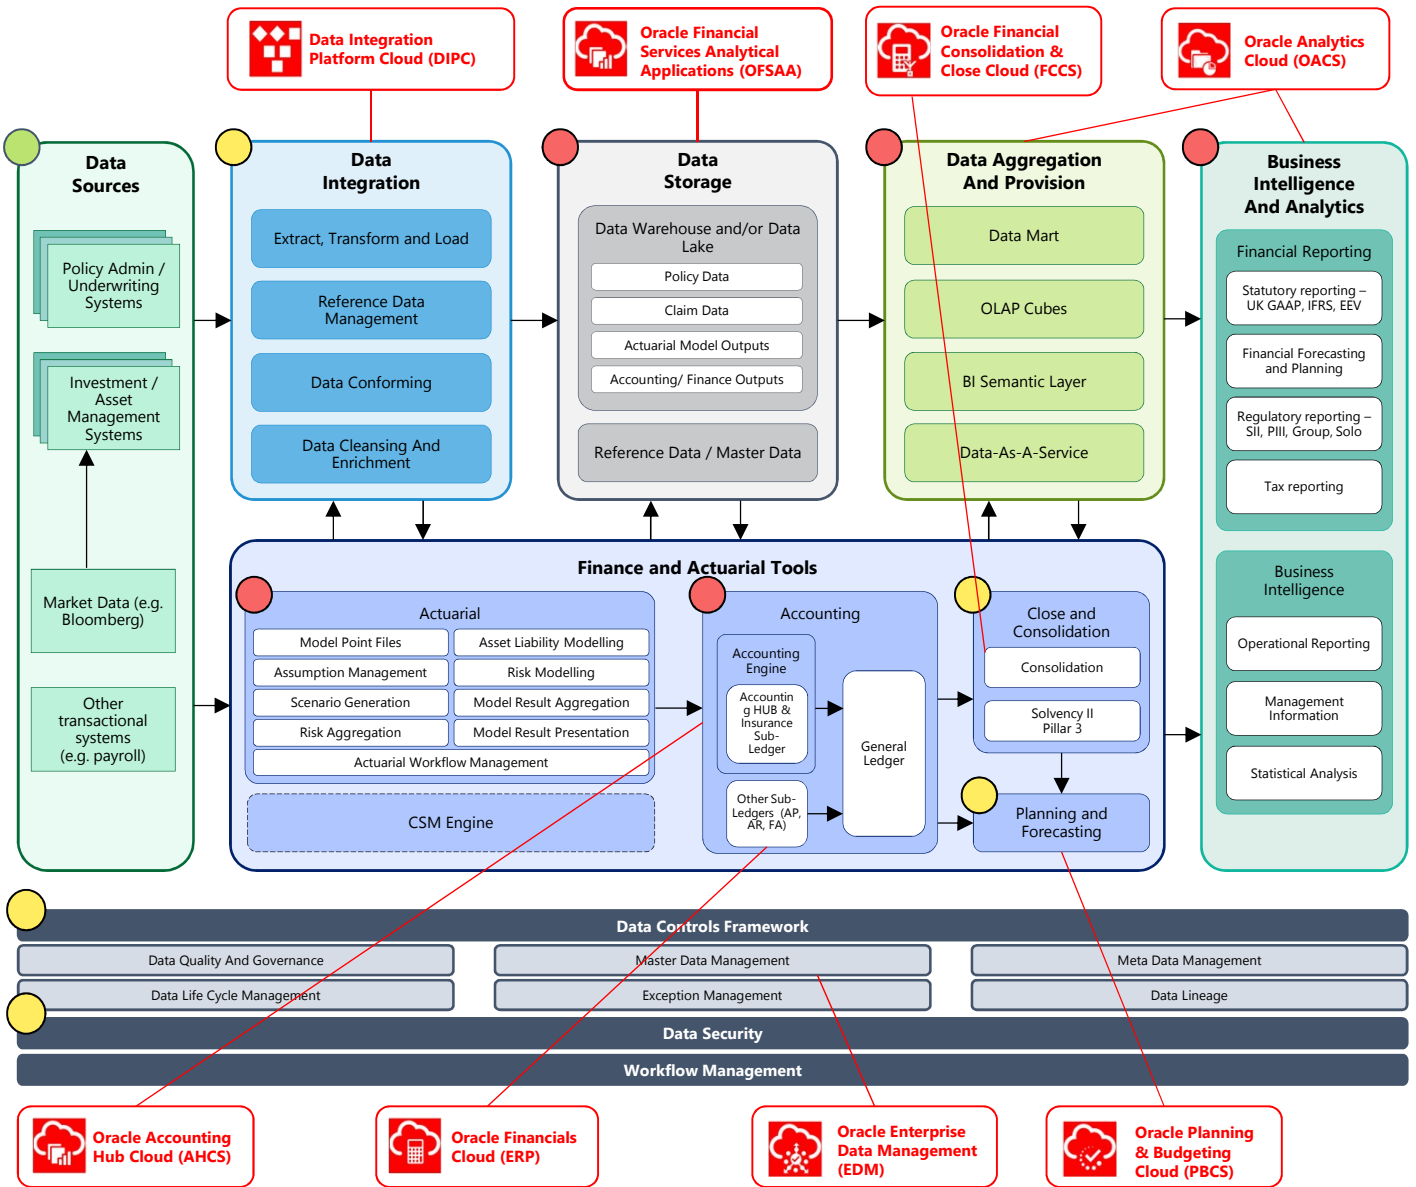 Data Integration
Platform Cloud (DIPC)
Oracle Financial
Services Analytical
Applications (OFSAA)
Oracle Financial
Consolidation &
Close Cloud (FCCS)
Oracle Analytics
Cloud (OACS)
Data
Sources
Policy Admin /
Underwriting
Systems
Investment /
Asset
Management
Systems
Market Data (e.g.
Bloomberg)
Other
transactional
systems
(e.g. payroll)
Data
Integration
Extract, Transform and Load
Reference Data
Management
Data Conforming
Data Cleansing And
Enrichment
Data
Storage
Data Warehouse and/or Data
Lake
Policy Data
Claim Data
Actuarial Model Outputs
Accounting/ Finance Outputs
Reference Data / Master Data
Data Aggregation
And Provision
Data Mart
OLAP Cubes
BI Semantic Layer
Data-As-A-Service
Business
Intelligence
And Analytics
Financial Reporting
Statutory reporting –
UK GAAP, IFRS, EEV
Financial Forecasting
and Planning
Regulatory reporting –
SII, PIII, Group, Solo
Tax reporting
Business
Intelligence
Operational Reporting
Management
Information
Statistical Analysis
Finance and Actuarial Tools
Actuarial
Model Point Files
Asset Liability Modelling
Assumption Management
Risk Modelling
Scenario Generation
Model Result Aggregation
Risk Aggregation
Model Result Presentation
Actuarial Workflow Management
CSM Engine
Accounting
Accounting
Engine
Accountin
g HUB &
Insurance
Sub-
Ledger
Other Sub-
Ledgers (AP,
AR, FA)
General
Ledger
Close and
Consolidation
Consolidation
Solvency II
Pillar 3
Planning and
Forecasting
Data Controls Framework
Data Quality And Governance
Master Data Management
Meta Data Management
Data Life Cycle Management
Exception Management
Data Lineage
Data Security
Workflow Management
Oracle Accounting
Hub Cloud (AHCS)
Oracle Financials
Cloud (ERP)
Oracle Enterprise
Data Management
(EDM)
Oracle Planning
& Budgeting
Cloud (PBCS)